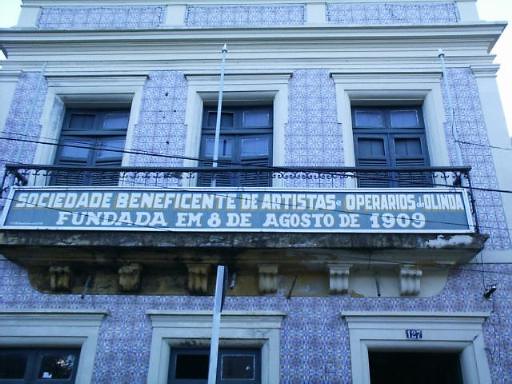 SOCIEDADE BENEFICENTE DE ARTISTAS E OPERARIOS de OLINDA
FUNDADA EM 8 DE AGOSTO DE 1909
127